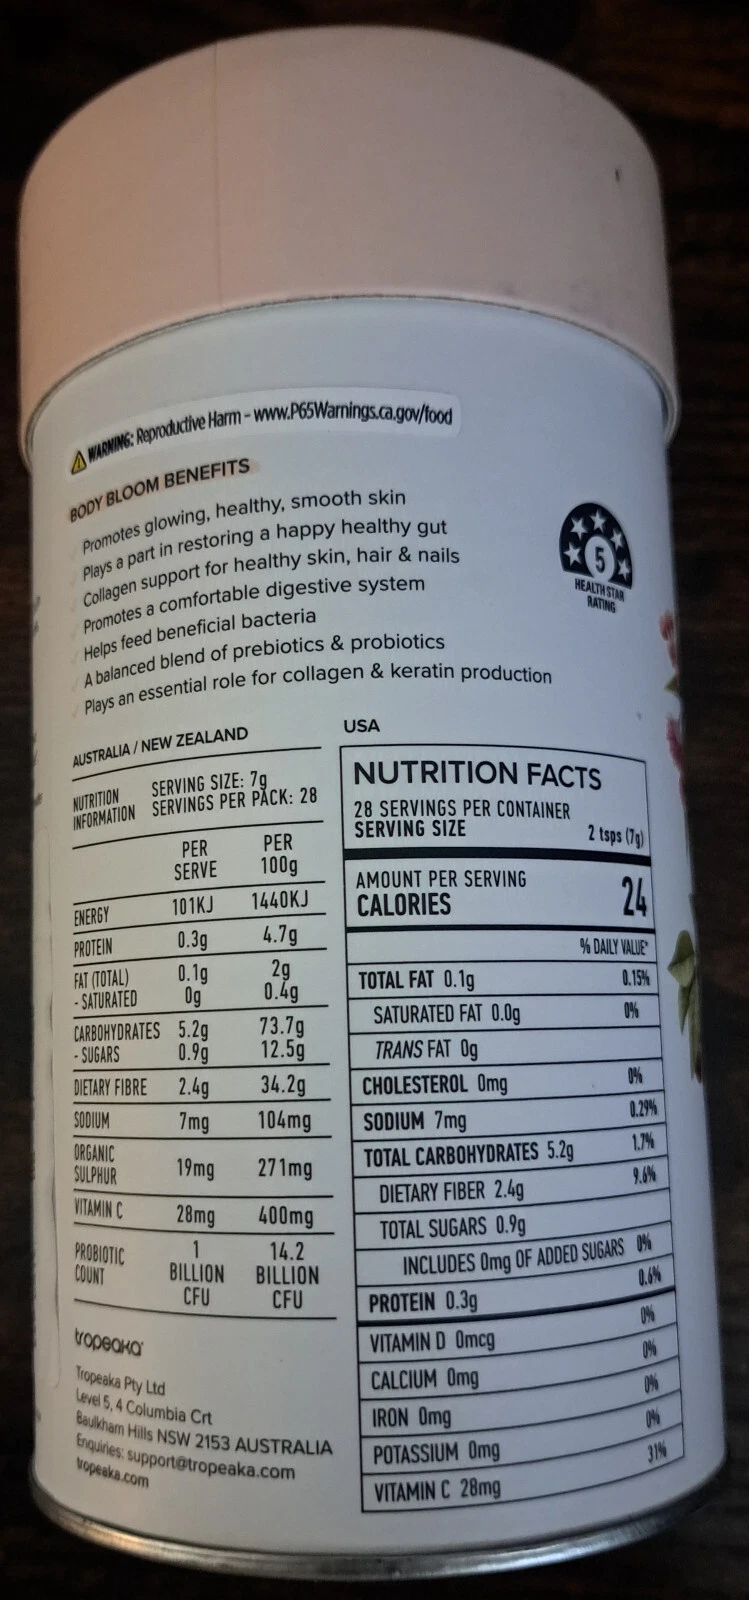 WARNING: Reproductive Harm - www.P65Warnings.ca.gov/food
BODY BLOOM BENEFITS
Promotes glowing, healthy, smooth skin
Plays a part in restoring a happy healthy gut
Collagen support for healthy skin, hair & nails
Promotes a comfortable digestive system
Helps feed beneficial bacteria
A balanced blend of prebiotics & probiotics
Plays an essential role for collagen & keratin production
5
HEALTH STAR
RATING
AUSTRALIA / NEW ZEALAND
NUTRITION INFORMATION
SERVING SIZE: 7g
SERVINGS PER PACK: 28
PER SERVE PER 100g
ENERGY 101KJ 1440KJ
PROTEIN 0.3g 4.7g
FAT (TOTAL) 0.1g 2g
- SATURATED 0g 0.4g
CARBOHYDRATES 5.2g 73.7g
- SUGARS 0.9g 12.5g
DIETARY FIBRE 2.4g 34.2g
SODIUM 7mg 104mg
ORGANIC SULPHUR 19mg 271mg
VITAMIN C 28mg 400mg
PROBIOTIC COUNT 1 BILLION CFU 14.2 BILLION CFU
tropeaka
Tropeaka Pty Ltd
Level 5, 4 Columbia Crt
Baulkham Hills NSW 2153 AUSTRALIA
Enquiries: support@tropeaka.com
tropeaka.com
USA
NUTRITION FACTS
28 SERVINGS PER CONTAINER
SERVING SIZE 2 tsps (7g)
AMOUNT PER SERVING
CALORIES 24
% DAILY VALUE*
TOTAL FAT 0.1g 0.15%
SATURATED FAT 0.0g 0%
TRANS FAT 0g
CHOLESTEROL 0mg 0%
SODIUM 7mg 0.29%
TOTAL CARBOHYDRATES 5.2g 1.7%
DIETARY FIBER 2.4g 9.6%
TOTAL SUGARS 0.9g
INCLUDES 0mg OF ADDED SUGARS 0%
PROTEIN 0.3g 0.6%
VITAMIN D 0mcg 0%
CALCIUM 0mg 0%
IRON 0mg 0%
POTASSIUM 0mg 0%
VITAMIN C 28mg 31%